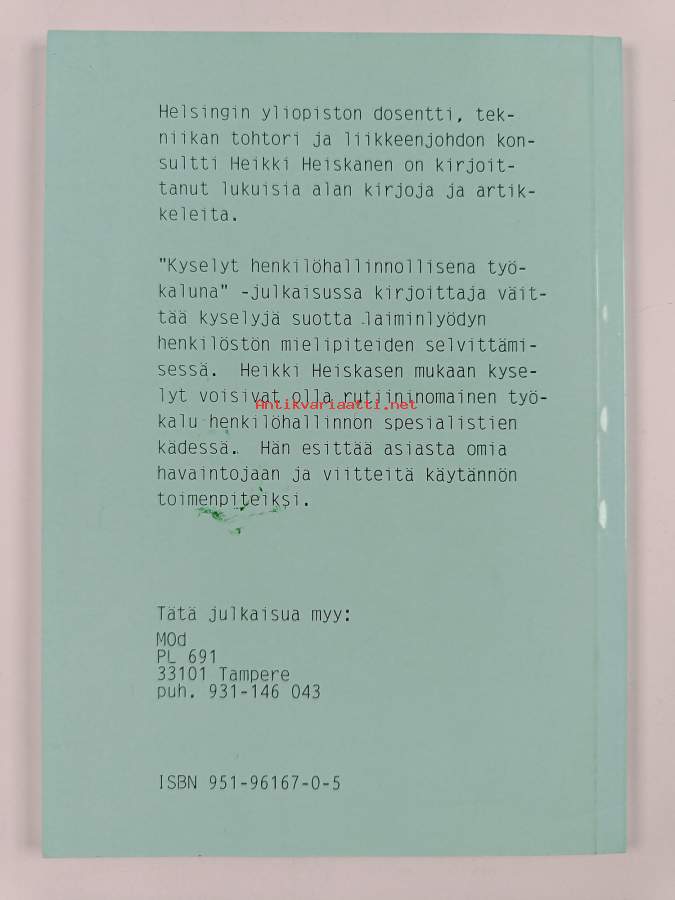 Helsingin yliopiston dosentti, tek-
niikan tohtori ja liikkeenjohdon kon-
sultti Heikki Heiskanen on kirjoit-
tanut lukuisia alan kirjoja ja artik-
keleita.
"Kyselyt henkilöhallinnollisena työ-
kaluna" -julkaisussa kirjoittaja väit-
tää kyselyjä suotta laiminlyödyn
henkilöstön mielipiteiden selvittämi-
sessä. Heikki Heiskasen mukaan kyse-
lyt voisivat olla rutiininomainen työ-
Antikvariaatti.net
kalu henkilöhallinnon spesialistien
kädessä. Hän esittää asiasta omia
havaintojaan ja viitteitä käytännön
toimenpiteiksi.
Tätä julkaisua myy:
MOd
PL 691
33101 Tampere
puh. 931-146 043
ISBN 951-96167-0-5